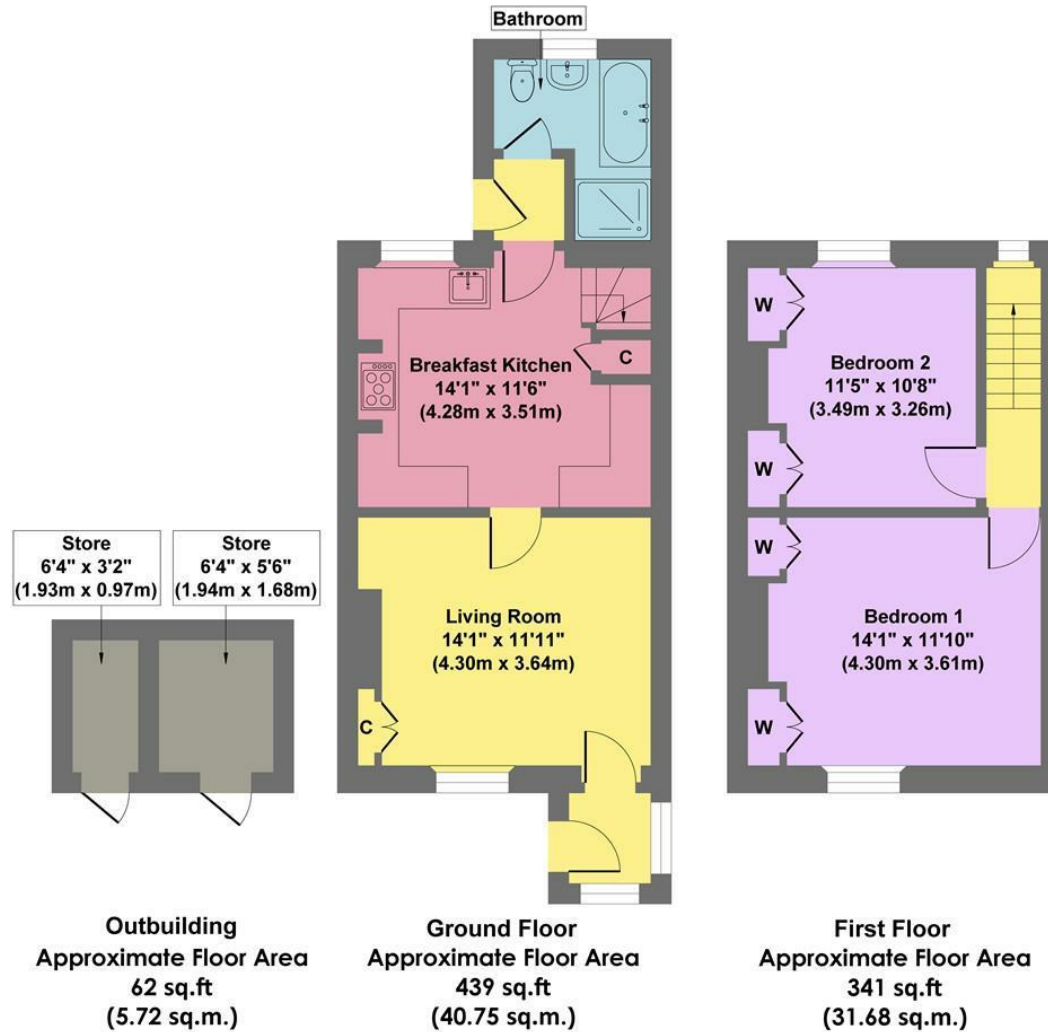 Bathroom
Breakfast Kitchen
14'1" x 11'6"
(4.28m x 3.51m)
C
Living Room
14'1" x 11'11"
(4.30m x 3.64m)
C
W
Bedroom 2
11'5" x 10'8"
(3.49m x 3.26m)
W
W
Bedroom 1
14'1" x 11'10"
(4.30m x 3.61m)
W
Store
6'4" x 3'2"
(1.93m x 0.97m)
Store
6'4" x 5'6"
(1.94m x 1.68m)
Outbuilding
Approximate Floor Area
62 sq.ft
(5.72 sq.m.)
Ground Floor
Approximate Floor Area
439 sq.ft
(40.75 sq.m.)
First Floor
Approximate Floor Area
341 sq.ft
(31.68 sq.m.)